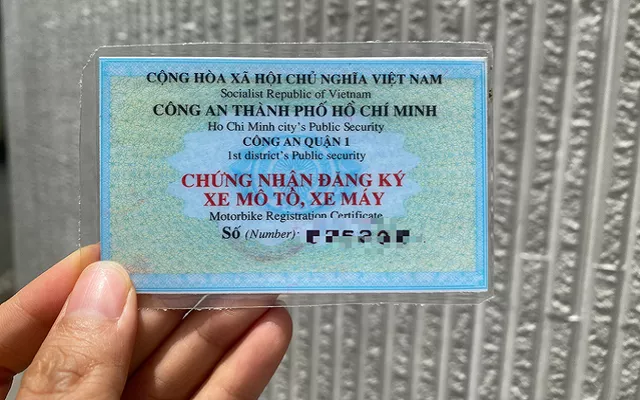 CỘNG HÒA XÃ HỘI CHỦ NGHĨA VIỆT NAM
Socialist Republic of Vietnam
CÔNG AN THÀNH PHỐ HỒ CHÍ MINH
Ho Chi Minh city's Public Security
CÔNG AN QUẬN 1
1st district's Public security
CHỨNG NHẬN ĐĂNG KÝ
XE MÔ TÔ, XE MÁY
Motorbike Registration Certificate
Số (Number):